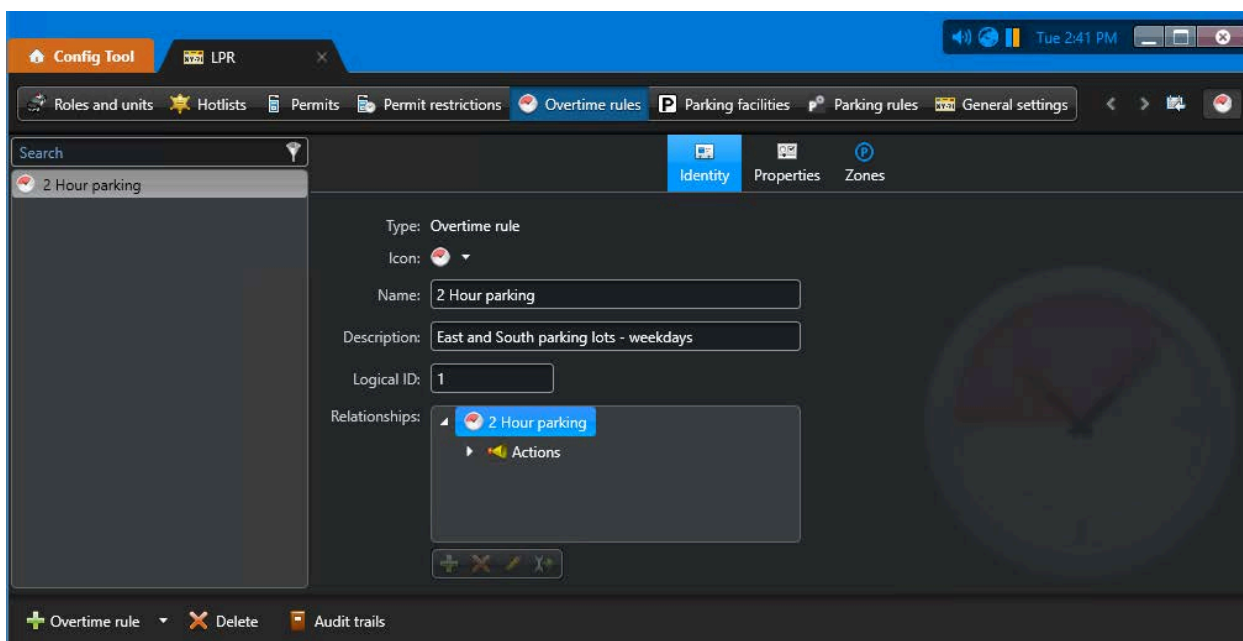 Tue 2:41 PM
Config Tool
LPR
Roles and units
Hotlists
Permits
Permit restrictions
Overtime rules
Parking facilities
Parking rules
General settings
Search
2 Hour parking
Identity
Properties
Zones
Type: Overtime rule
Icon:
Name: 2 Hour parking
Description: East and South parking lots - weekdays
Logical ID: 1
Relationships: 2 Hour parking
Actions
Overtime rule
Delete
Audit trails